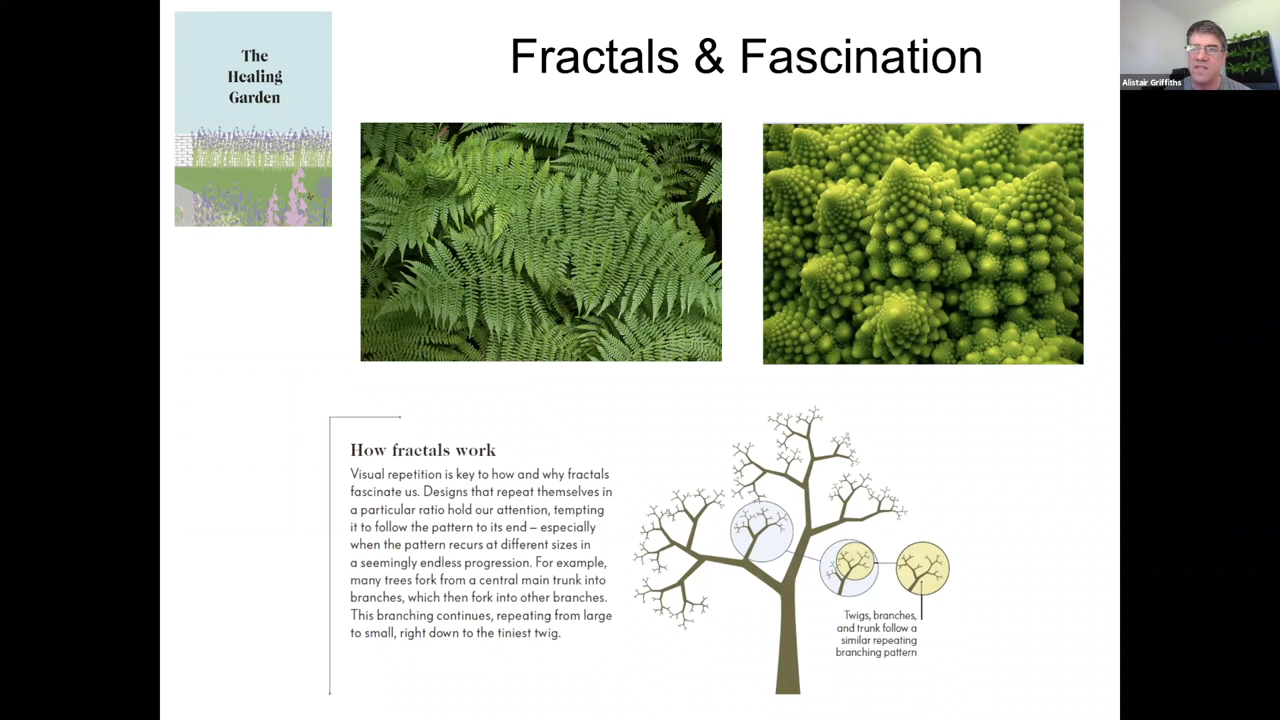 The
Healing
Garden
Fractals & Fascination
Alistair Griffiths
How fractals work
Visual repetition is key to how and why fractals
fascinate us. Designs that repeat themselves in
a particular ratio hold our attention, tempting
it to follow the pattern to its end – especially
when the pattern recurs at different sizes in
a seemingly endless progression. For example,
many trees fork from a central main trunk into
branches, which then fork into other branches.
This branching continues, repeating from large
to small, right down to the tiniest twig.
Twigs, branches,
and trunk follow a
similar repeating
branching pattern